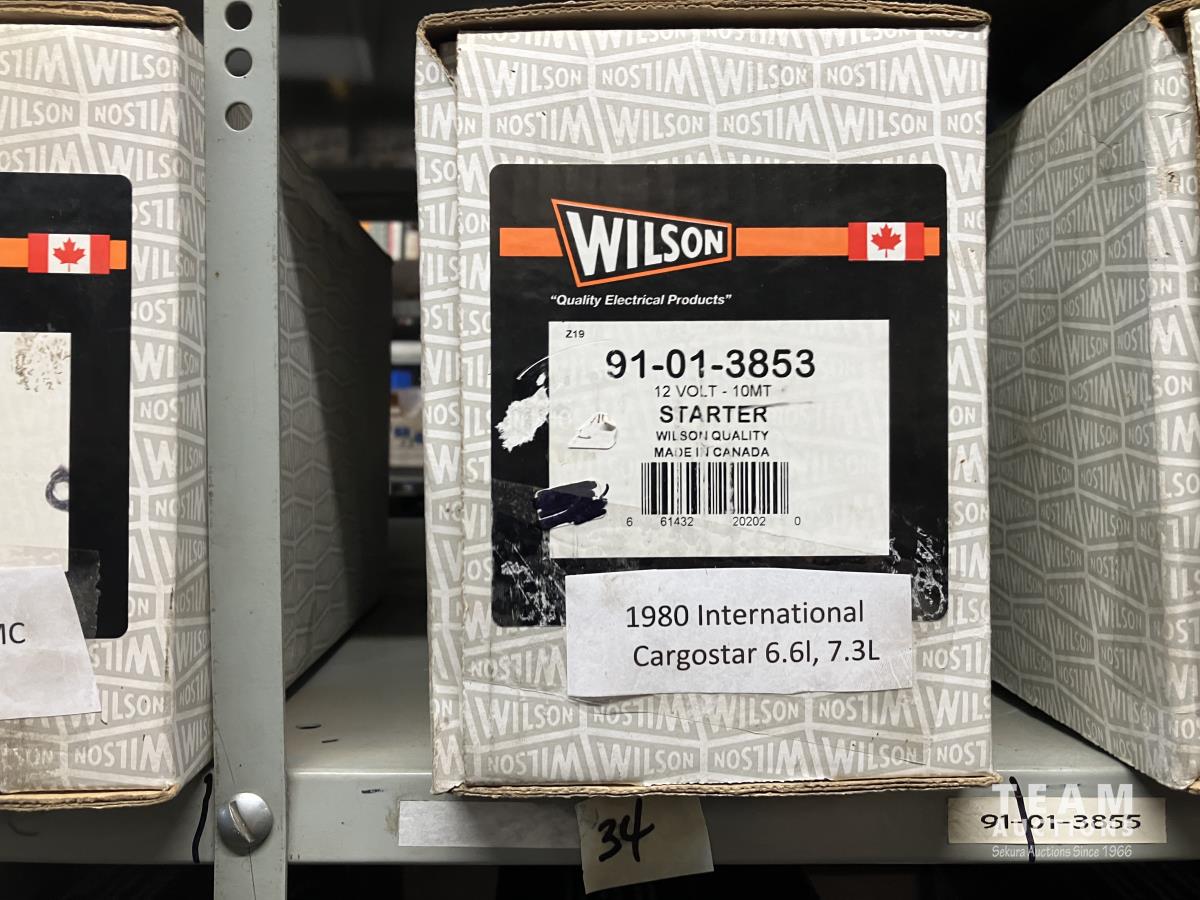 WILSON
"Quality Electrical Products"
Z19
91-01-3853
12 VOLT - 10MT
STARTER
WILSON QUALITY
MADE IN CANADA
6 61432 20202 0
1980 International
Cargostar 6.6l, 7.3L
34
91-01-3855
TEAM
AUCTIONS
Sekura Auctions Since 1966